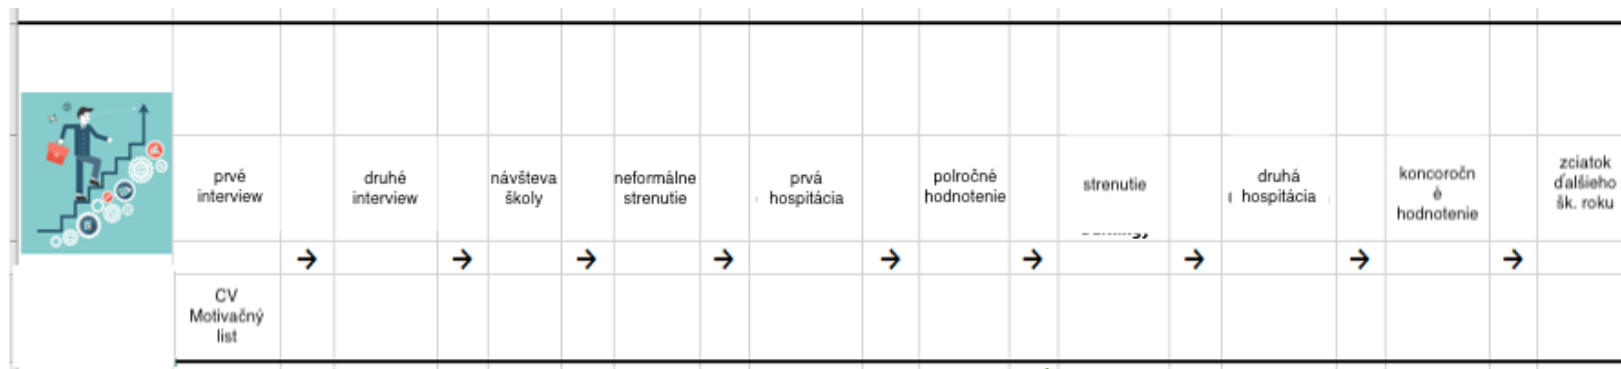 prvé
interview
druhé
interview
návšteva
školy
neformálne
strenutie
prvá
hospitácia
polročné
hodnotenie
strenutie
druhá
hospitácia
koncoročn
é
hodnotenie
zciatok
ďalšieho
šk. roku
→ → → → → → → → →
CV
Motivačný
list